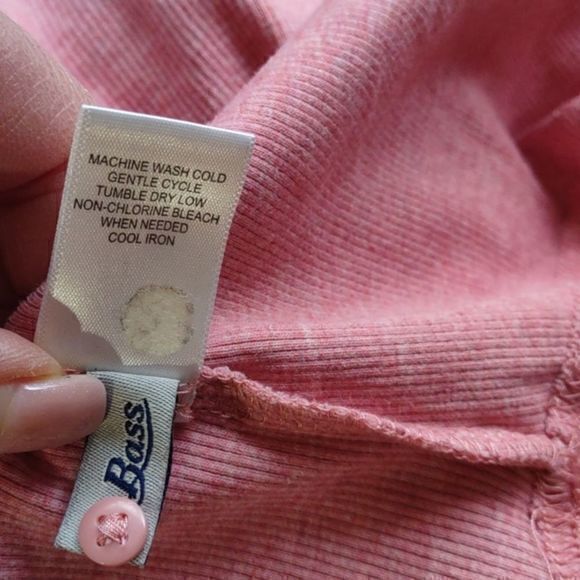 MACHINE WASH COLD
GENTLE CYCLE
TUMBLE DRY LOW
NON-CHLORINE BLEACH
WHEN NEEDED
COOL IRON
Bass